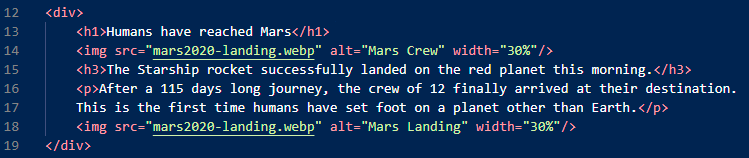 12 <div>
13 <h1>Humans have reached Mars</h1>
14 <img src="mars2020-landing.webp" alt="Mars Crew" width="30%"/>
15 <h3>The Starship rocket successfully landed on the red planet this morning.</h3>
16 <p>After a 115 days long journey, the crew of 12 finally arrived at their destination.
17 This is the first time humans have set foot on a planet other than Earth.</p>
18 <img src="mars2020-landing.webp" alt="Mars Landing" width="30%"/>
19 </div>